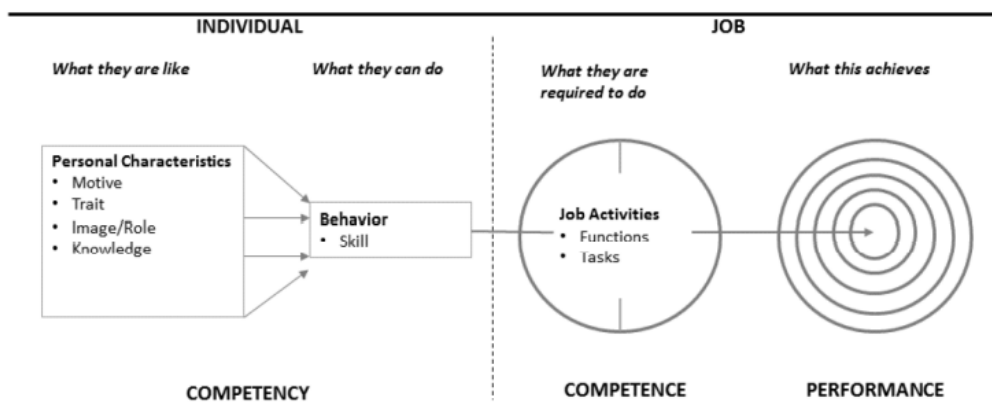 INDIVIDUAL
JOB
What they are like
What they can do
What they are
required to do
What this achieves
Personal Characteristics
• Motive
• Trait
• Image/Role
• Knowledge
Behavior
• Skill
Job Activities
• Functions
• Tasks
COMPETENCY
COMPETENCE
PERFORMANCE